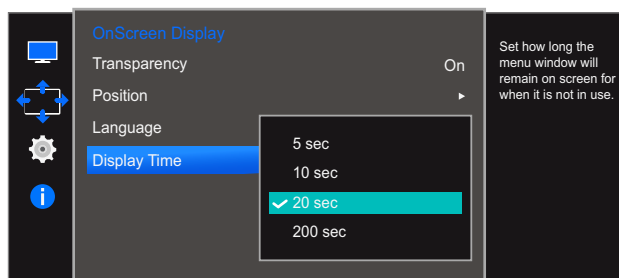 OnScreen Display
Transparency On
Position
Language
Display Time
5 sec
10 sec
20 sec
200 sec
Set how long the
menu window will
remain on screen for
when it is not in use.